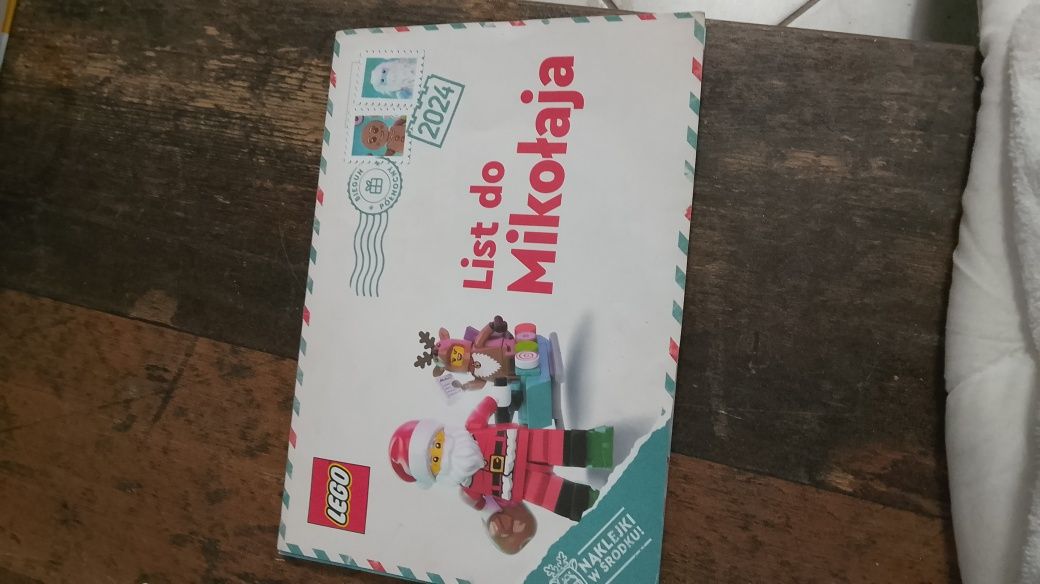 LEGO
BIEGUN
PÓŁNOCNY
2024
List do
Mikołaja
NAKLEJKI
W ŚRODKU!